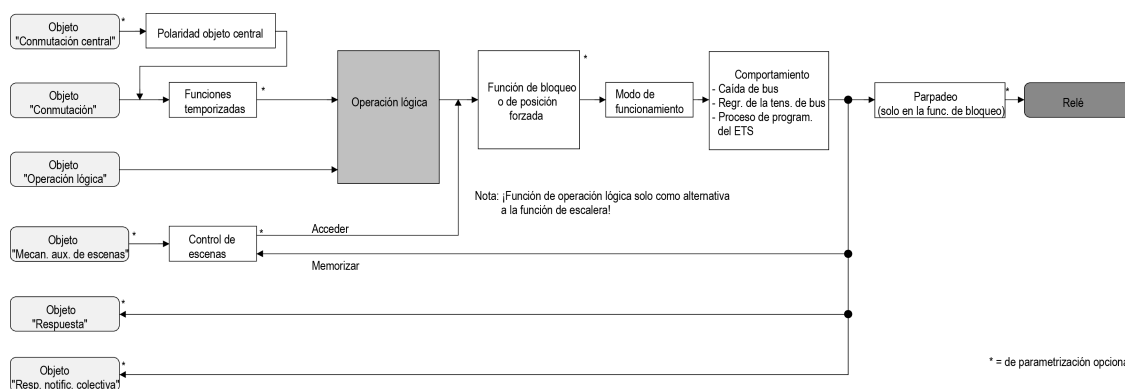 Objeto
"Conmutación central"
*
Polaridad objeto central
Objeto
"Conmutación"
Funciones
temporizadas
*
Operación lógica
Función de bloqueo
o de posición
forzada
*
Modo de
funcionamiento
Comportamiento
- Caída de bus
- Regr. de la tens. de bus
- Proceso de program.
del ETS
Parpadeo
(solo en la func. de bloqueo)
*
Relé
Objeto
"Operación lógica"
Nota: ¡Función de operación lógica solo como alternativa
a la función de escalera!
Objeto
"Mecan. aux. de escenas"
*
Control de
escenas
*
Acceder
Memorizar
Objeto
"Respuesta"
*
Objeto
"Resp. notific. colectiva"
*
* = de parametrización opciona